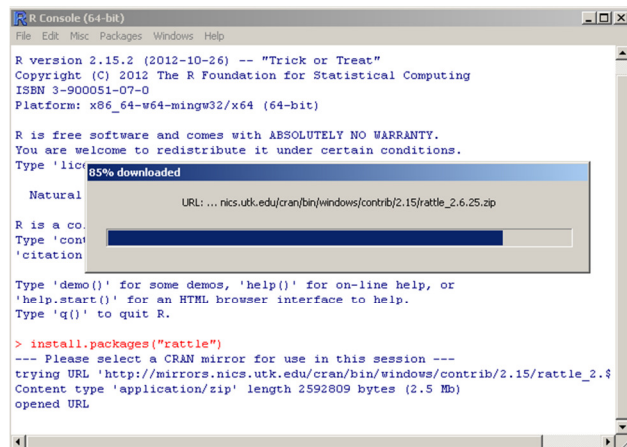 R Console (64-bit)
File Edit Misc Packages Windows Help
R version 2.15.2 (2012-10-26) -- "Trick or Treat"
Copyright (C) 2012 The R Foundation for Statistical Computing
ISBN 3-900051-07-0
Platform: x86_64-w64-mingw32/x64 (64-bit)
R is free software and comes with ABSOLUTELY NO WARRANTY.
You are welcome to redistribute it under certain conditions.
Type 'lice
85% downloaded
Natural
URL: ... nics.utk.edu/cran/bin/windows/contrib/2.15/rattle_2.6.25.zip
R is a co
Type 'cont
'citation
Type 'demo()' for some demos, 'help()' for on-line help, or
'help.start()' for an HTML browser interface to help.
Type 'q()' to quit R.
> install.packages("rattle")
--- Please select a CRAN mirror for use in this session ---
trying URL 'http://mirrors.nics.utk.edu/cran/bin/windows/contrib/2.15/rattle_2.$
Content type 'application/zip' length 2592809 bytes (2.5 Mb)
opened URL